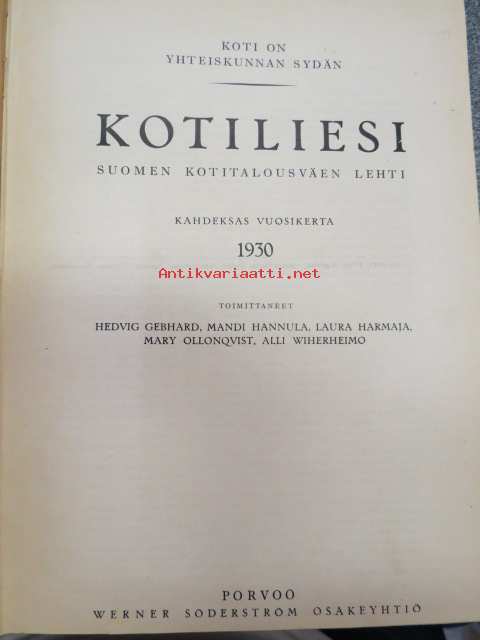 KOTI ON
YHTEISKUNNAN SYDÄN
KOTILIESI
SUOMEN KOTITALOUSVÄEN LEHTI
KAHDEKSAS VUOSIKERTA
1930
Antikvariaatti.net
TOIMITTANEET
HEDVIG GEBHARD, MANDI HANNULA, LAURA HARMAJA,
MARY OLLONQVIST, ALLI WIHERHEIMO
PORVOO
WERNER SÖDERSTRÖM OSAKEYHTIÖ